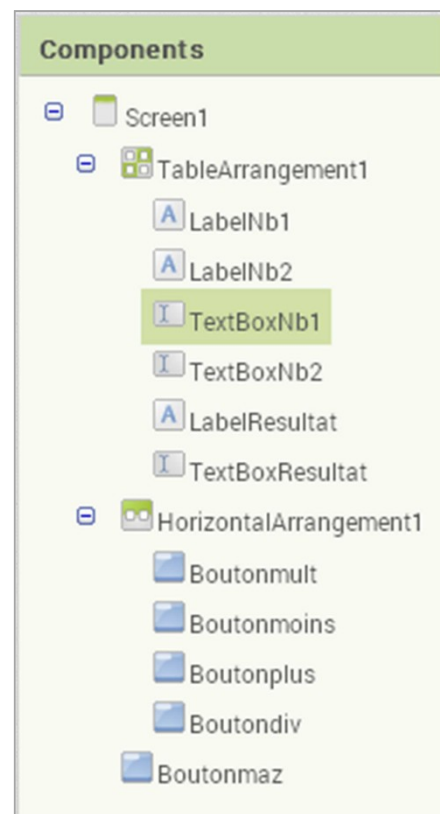 Components
Screen1
TableArrangement1
LabelNb1
LabelNb2
TextBoxNb1
TextBoxNb2
LabelResultat
TextBoxResultat
HorizontalArrangement1
Boutonmult
Boutonmoins
Boutonplus
Boutondiv
Boutonmaz